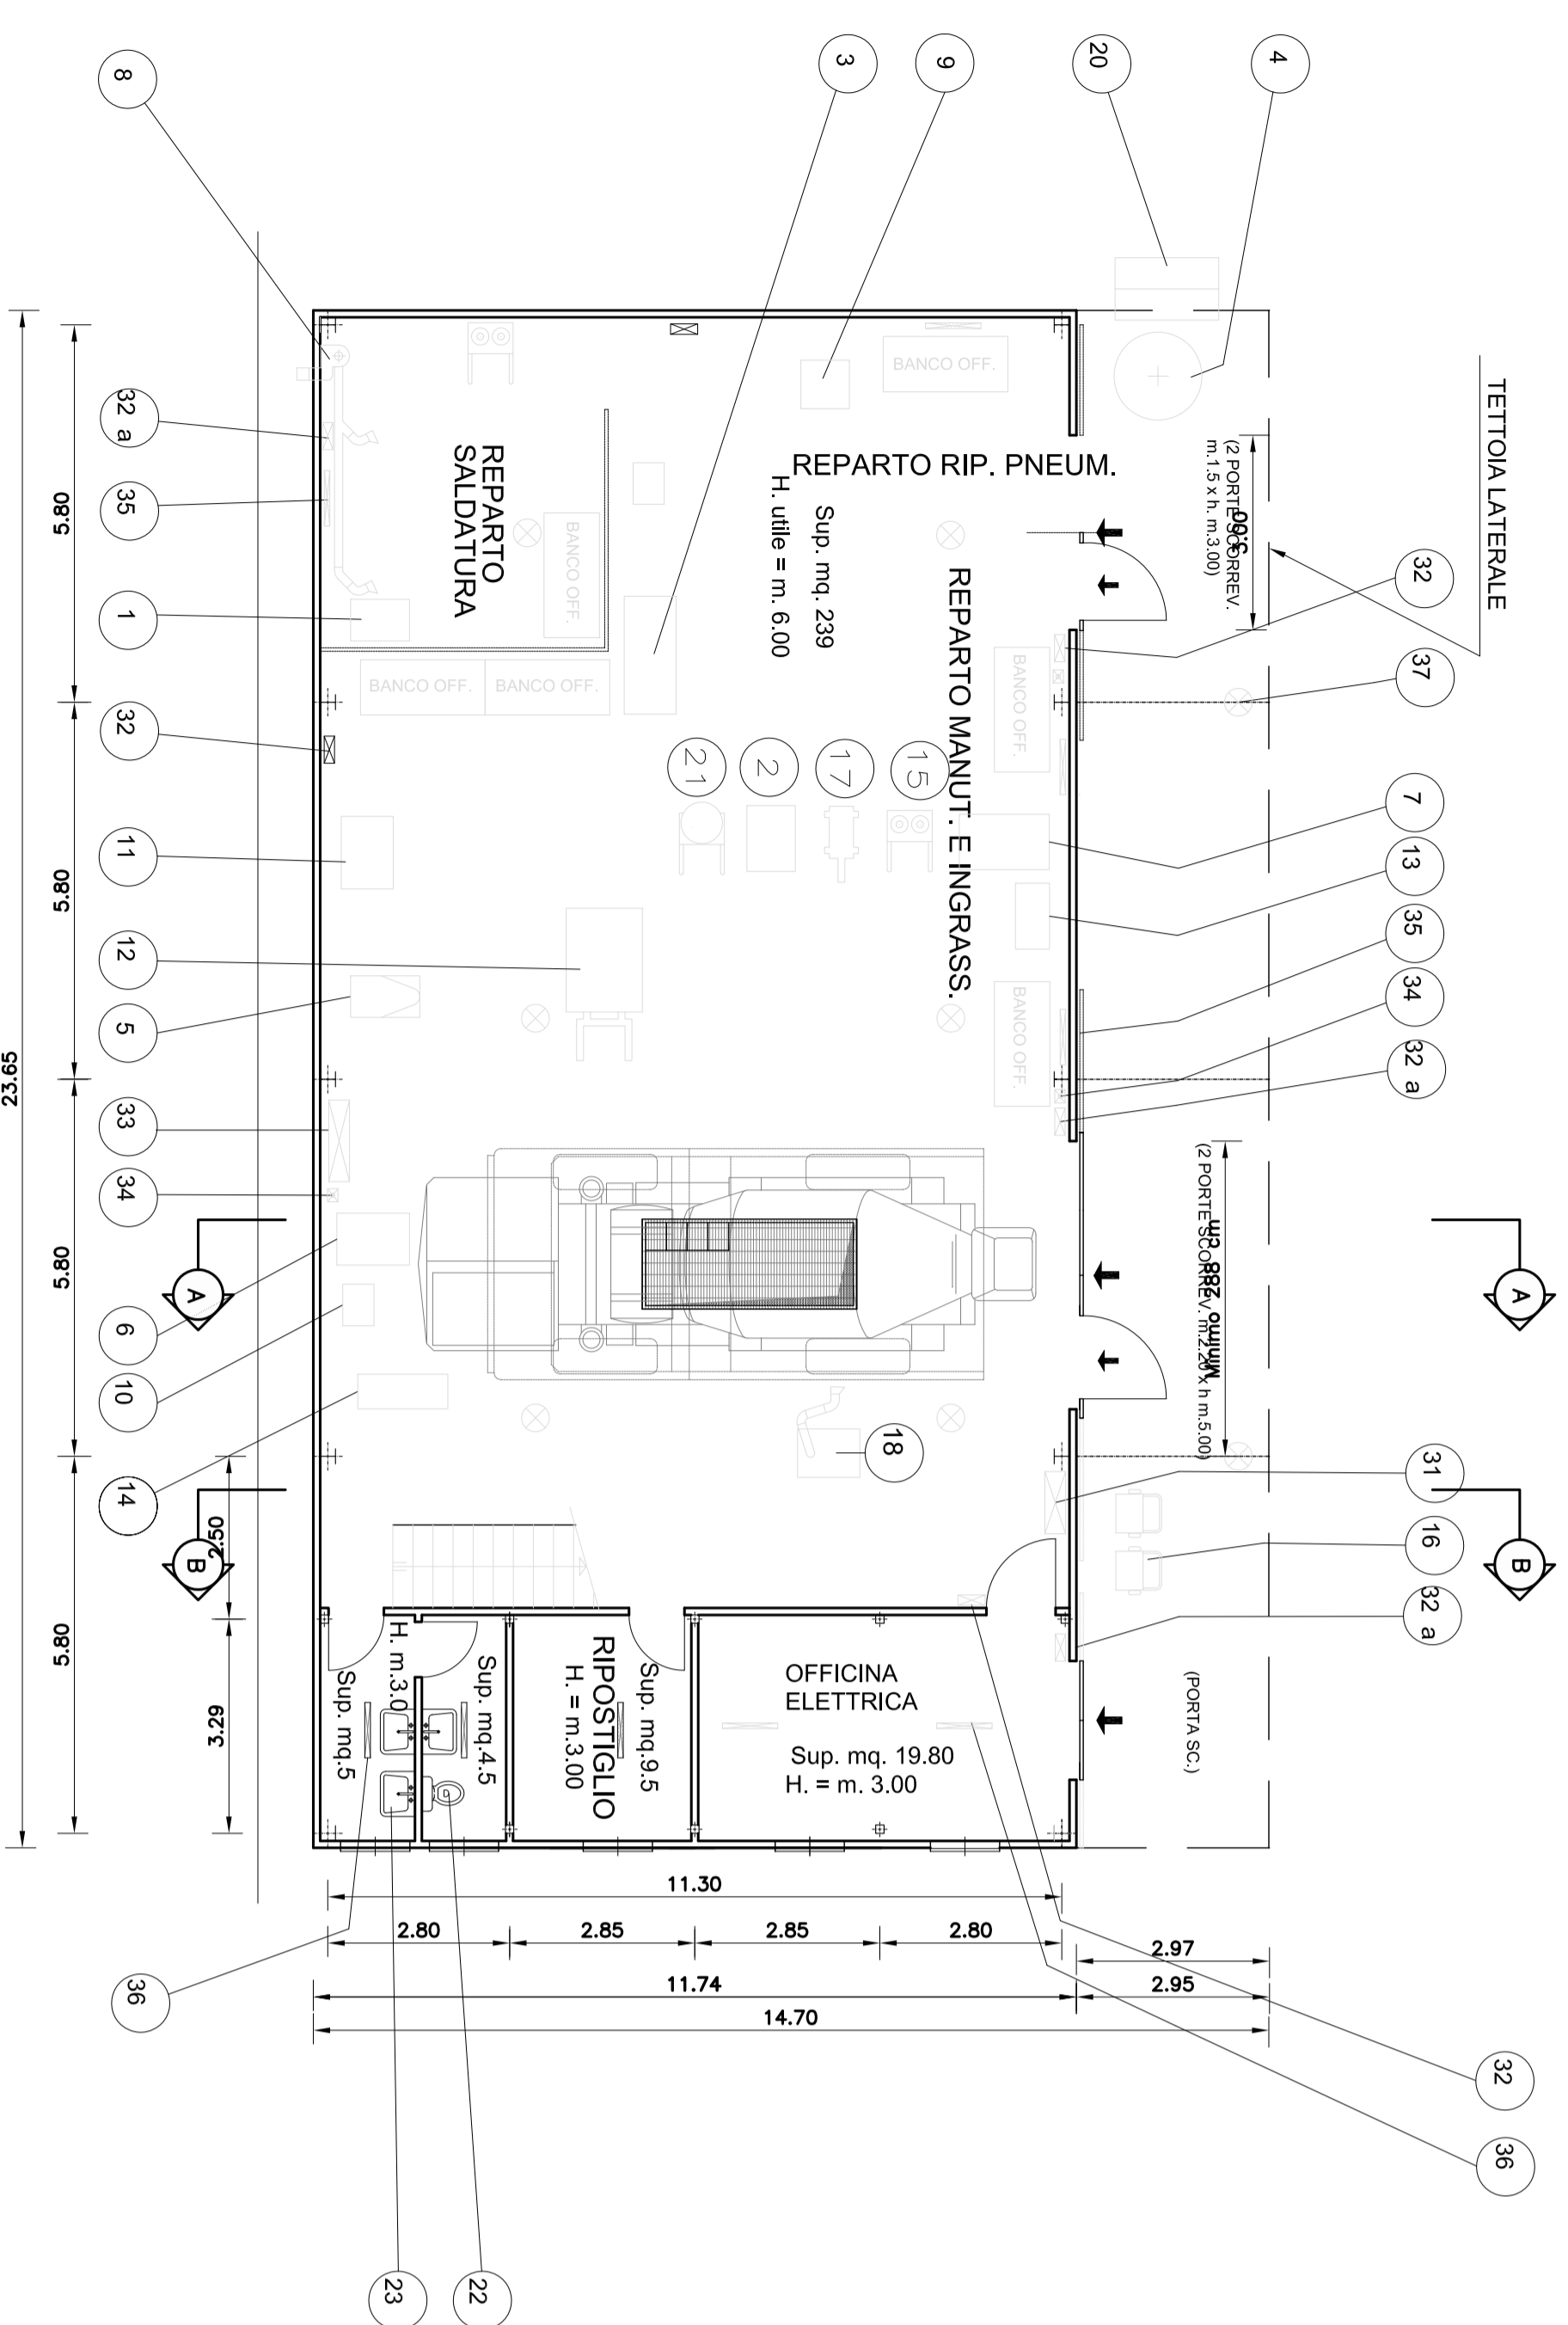 8
3
9
20
4
TETTOIA LATERALE
3.00
(2 PORTE SCORREV.
m.1.5 x h. m.3.00)
32
37
7
13
35
34
32 a
A
Minimo 288 cm
(2 PORTE SCORREV. m.2.20 x h m.5.00)
31
B
16
32 a
(PORTA SC.)
32
36
BANCO OFF.
REPARTO RIP. PNEUM.
Sup. mq. 239
H. utile = m. 6.00
REPARTO
SALDATURA
BANCO OFF.
BANCO OFF.
BANCO OFF.
BANCO OFF.
REPARTO MANUT. E INGRASS.
21
2
17
15
BANCO OFF.
18
32 a
35
1
32
11
12
5
33
34
A
6
10
14
B
5.80
5.80
5.80
5.80
23.65
2.50
3.29
H. m.3.0
Sup. mq.5
Sup. mq.4.5
RIPOSTIGLIO
H. = m.3.00
Sup. mq.9.5
OFFICINA
ELETTRICA
Sup. mq. 19.80
H. = m. 3.00
11.30
2.80
2.85
2.85
2.80
2.97
11.74
2.95
14.70
36
23
22